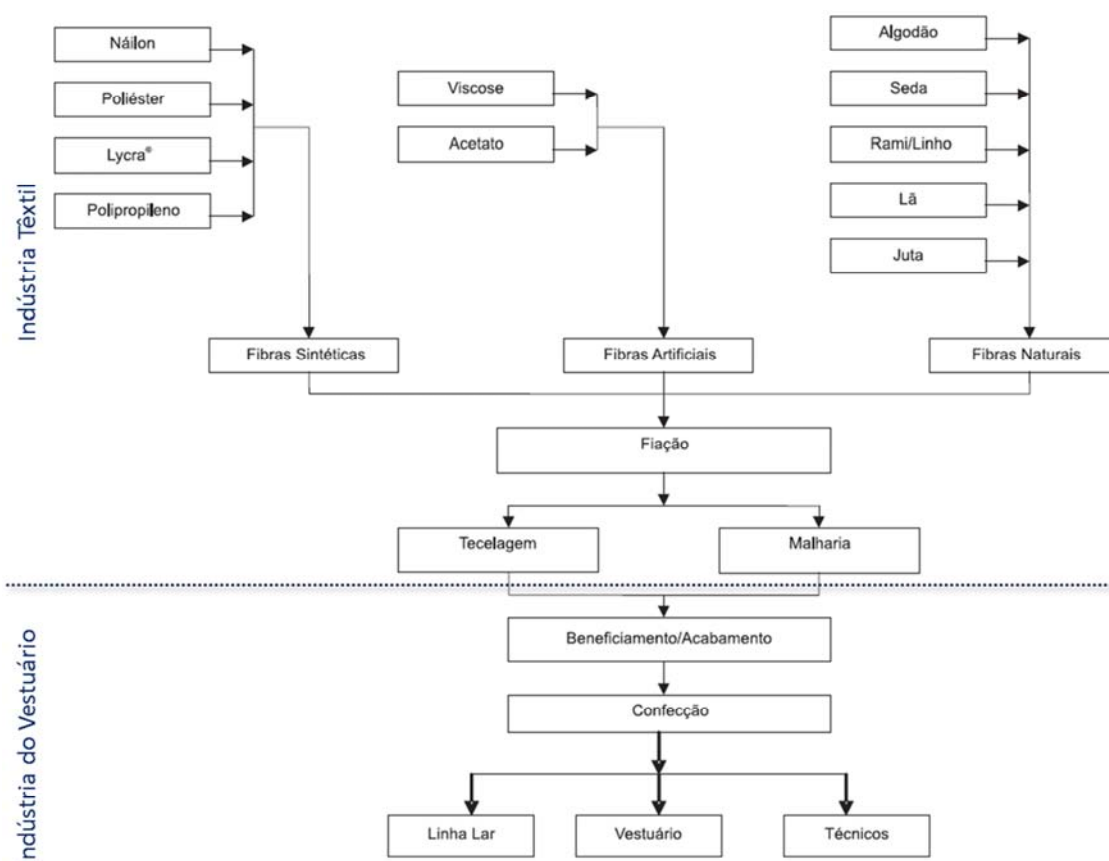 Náilon
Poliéster
Lycra®
Polipropileno
Viscose
Acetato
Algodão
Seda
Rami/Linho
Lã
Juta
Indústria Têxtil
Fibras Sintéticas
Fibras Artificiais
Fibras Naturais
Fiação
Tecelagem
Malharia
ndústria do Vestuário
Beneficiamento/Acabamento
Confecção
Linha Lar
Vestuário
Técnicos